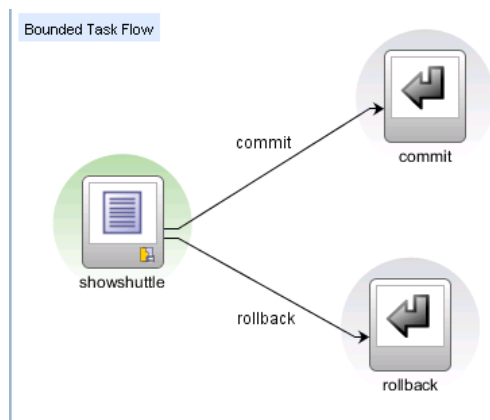 Bounded Task Flow
commit
commit
showshuttle
rollback
rollback